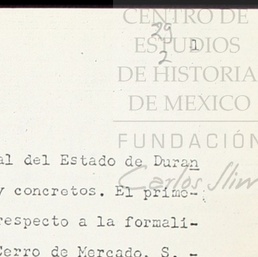 CENTRO DE
ESTUDIOS
DE HISTORIA
DE MEXICO
FUNDACIÓN
Carlos Slim
29
2
1
al del Estado de Duran
y concretos. El prime-
respecto a la formali-
Cerro de Mercado, S. -